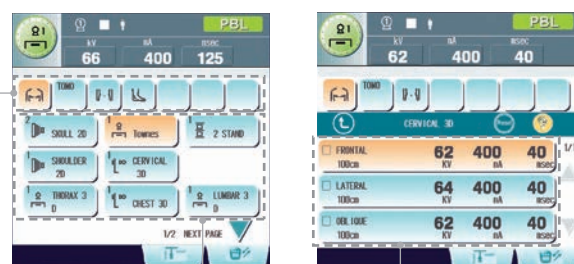 PBL
kV mA msec
66 400 125
TOMO
SKULL 2D
Townes
2 STAND
SHOULDER 2D
CERVICAL 3D
THORAX 3D
CHEST 3D
LUMBAR 3D
1/2 NEXT PAGE
PBL
kV mA msec
62 400 40
TOMO
CERVICAL 3D
FRONTAL 62 400 40
100cm KV mA msec
LATERAL 64 400 40
100cm KV mA msec
OBLIQUE 62 400 40
100cm KV mA msec